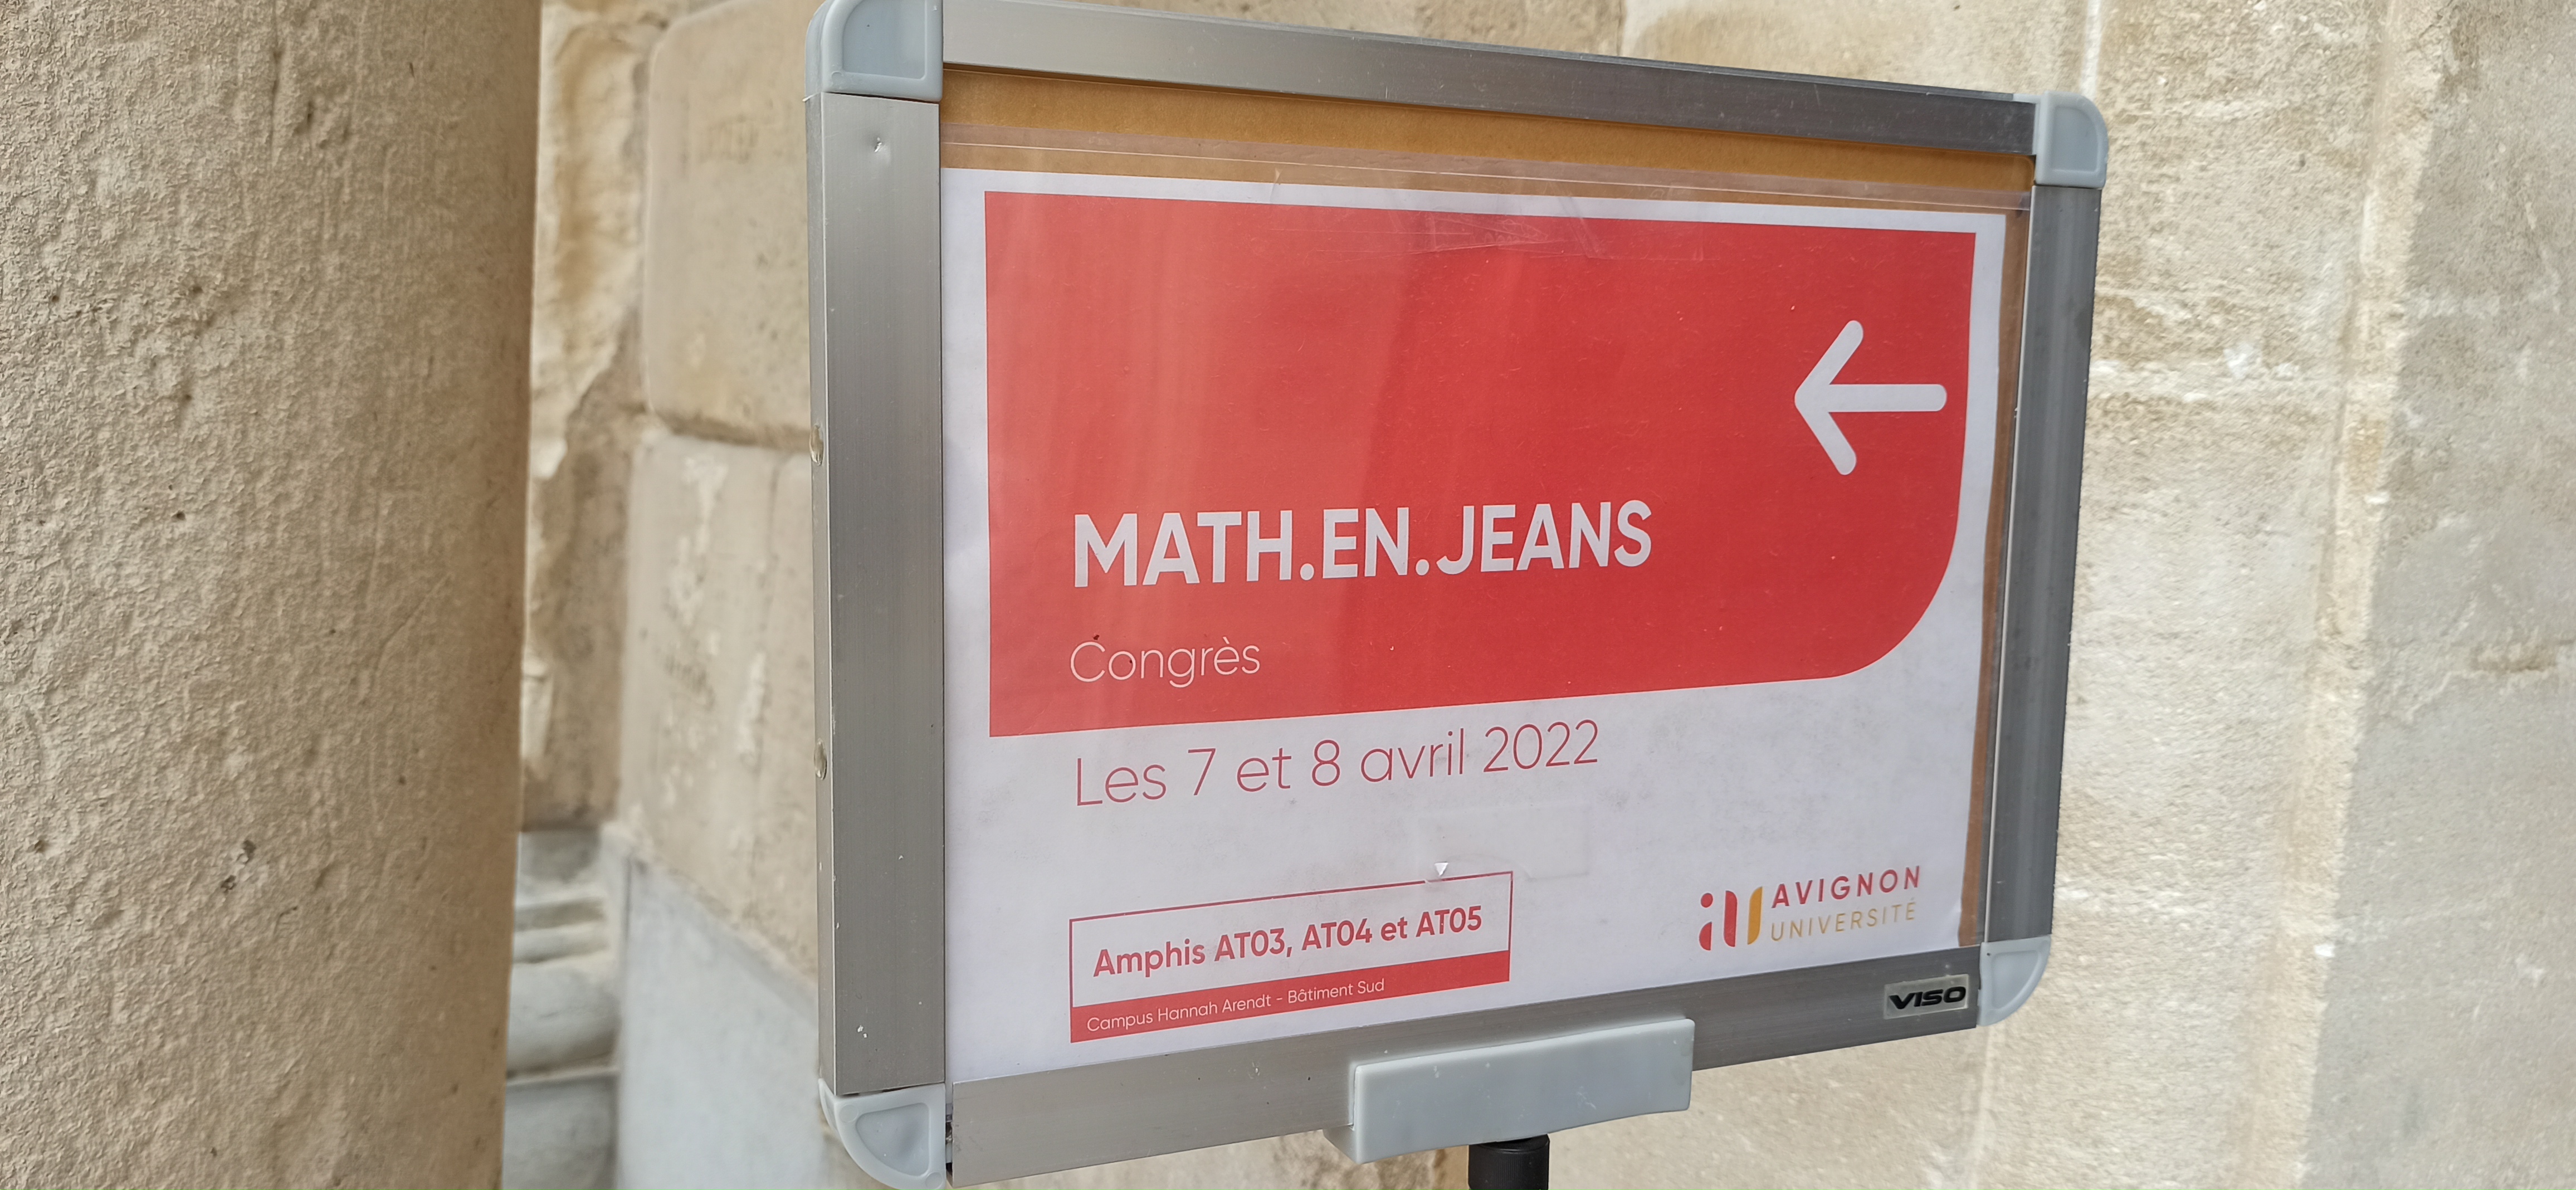 MATH.EN.JEANS
Congrès
Les 7 et 8 avril 2022
Amphis AT03, AT04 et AT05
Campus Hannah Arendt - Bâtiment Sud
AVIGNON
UNIVERSITÉ
VISO